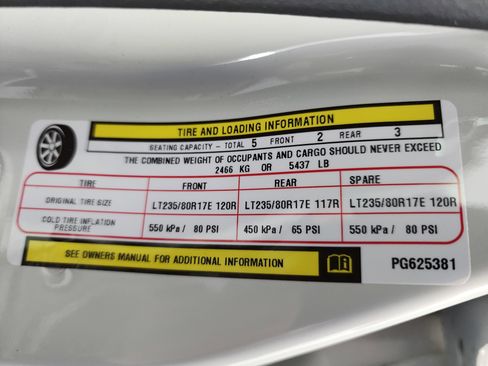 TIRE AND LOADING INFORMATION
SEATING CAPACITY - TOTAL 5 FRONT 2 REAR 3
THE COMBINED WEIGHT OF OCCUPANTS AND CARGO SHOULD NEVER EXCEED
2466 KG OR 5437 LB
TIRE FRONT REAR SPARE
ORIGINAL TIRE SIZE LT235/80R17E 120R LT235/80R17E 117R LT235/80R17E 120R
COLD TIRE INFLATION
PRESSURE 550 kPa / 80 PSI 450 kPa / 65 PSI 550 kPa / 80 PSI
SEE OWNERS MANUAL FOR ADDITIONAL INFORMATION PG625381